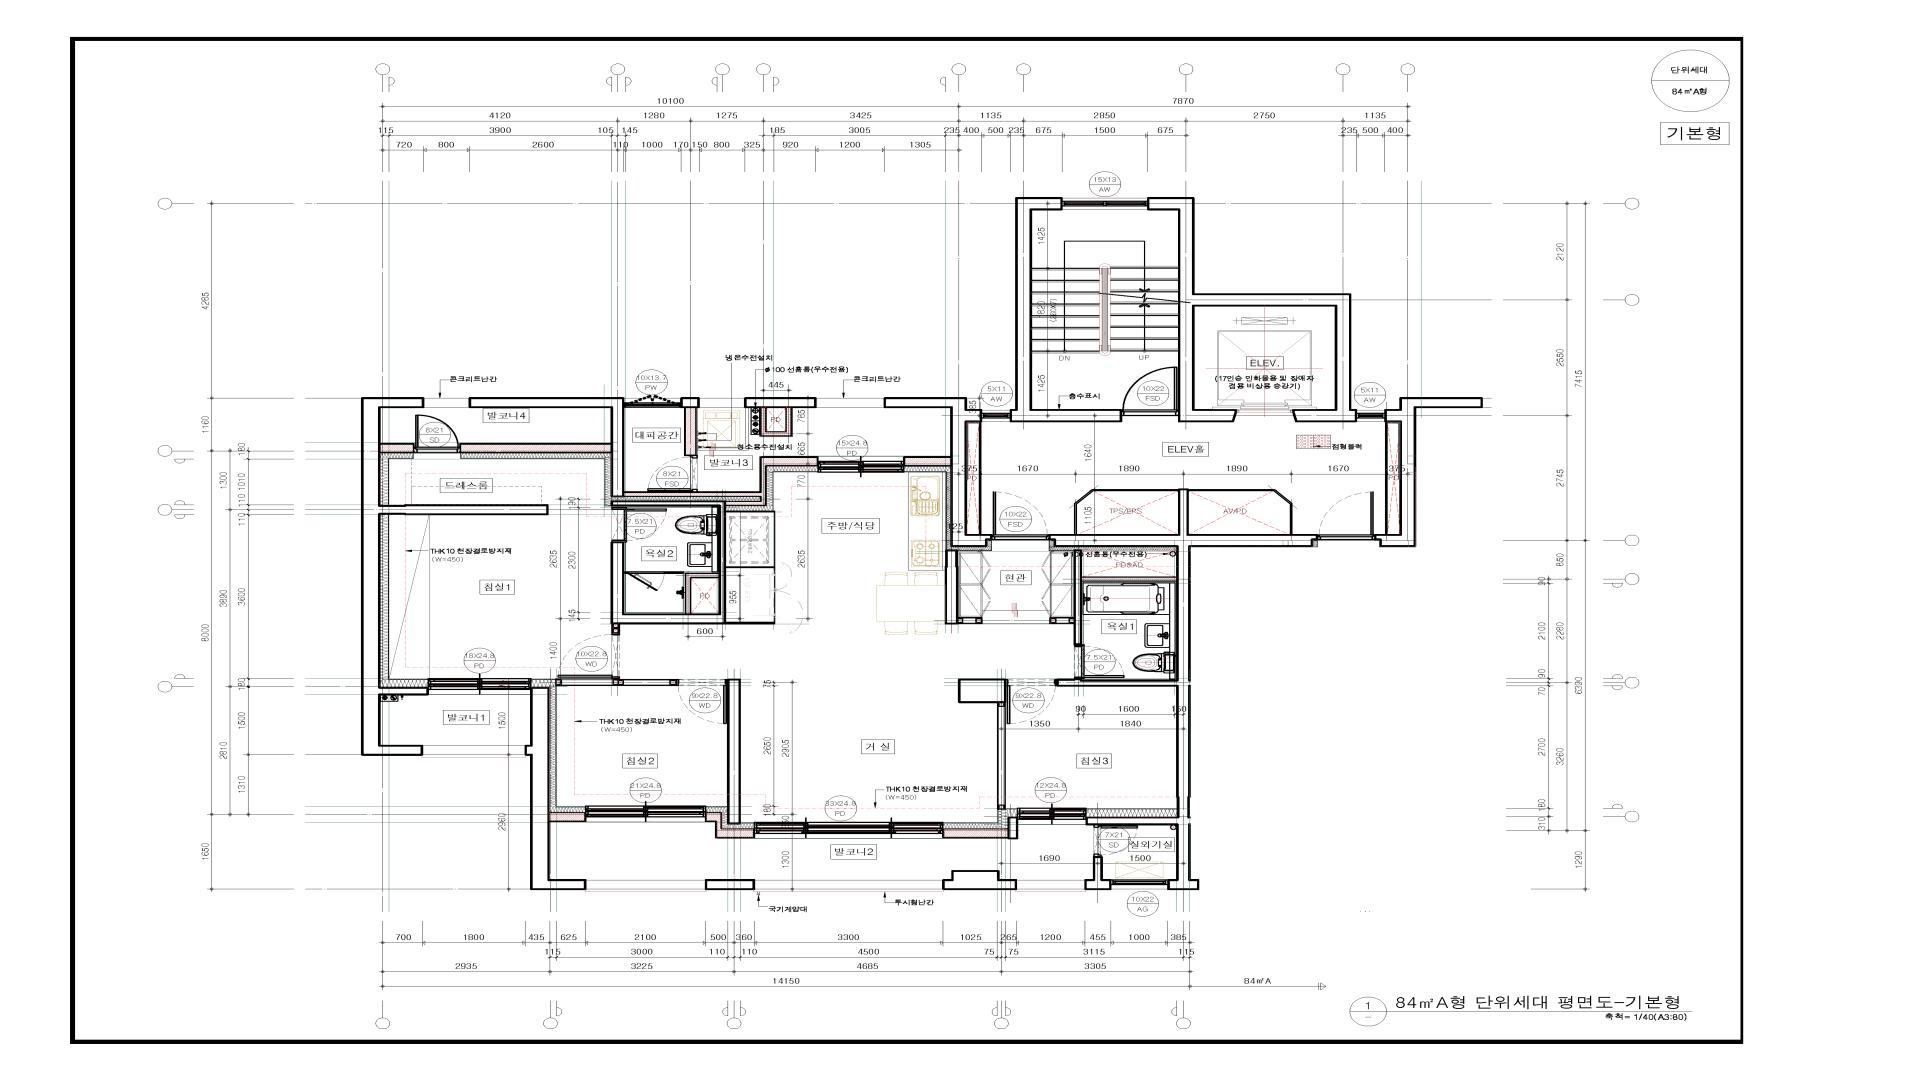 단위세대
84㎡A형
기본형
10100
7870
4120
1280
1275
3425
1135
2850
2750
1135
115
3900
105
145
185
3005
235
400
500
235
675
1500
675
235
500
400
720
800
2600
110
1000
170
150
800
325
920
1200
1305
15X13
AW
1425
2120
4265
1820
(260X7)
DN
UP
ELEV.
(17인승 인화물용 및 장애자
겸용 비상용 승강기)
2550
7415
냉온수전설치
ø100 선홈통(우수전용)
콘크리트난간
10X13.7
PW
445
콘크리트난간
1425
5X11
AW
10X22
FSD
5X11
AW
385
층수표시
발코니4
1160
6X21
SD
대피공간
765
청소용수전설치
665
15X24.8
PD
발코니3
8X21
FSD
ELEV홀
점형블럭
1640
375
PD
1670
1890
1890
1670
375
PD
2745
180
1300
1010
110
110
드레스룸
190
770
주방/식당
10X22
FSD
1105
TPS/EPS
AV/PD
125
7.5X21
PD
욕실2
THK10 천장결로방지재
(W=450)
2635
2300
2635
침실1
현관
PD&AD
850
90
3890
3600
8000
145
PD
955
600
욕실1
2100
2280
1400
10X22.8
WD
18X24.8
PD
7.5X21
PD
6390
180
75
90
70
9X22.8
WD
9X22.8
WD
발코니1
1500
1500
THK10 천장결로방지재
(W=450)
90
1600
150
1350
1840
2810
2650
2905
거 실
침실2
침실3
2700
3260
1310
21X24.8
PD
THK10 천장결로방지재
(W=450)
33X24.8
PD
12X24.8
PD
180
180
310
2960
7X21
SD
실외기실
발코니2
1650
1300
1690
1500
1290
국기게양대
투시형난간
10X22
AG
700
1800
435
625
2100
500
360
3300
1025
265
1200
455
1000
385
115
3000
110
110
4500
75
75
3115
115
2935
3225
4685
3305
14150
84㎡A
1
84㎡A형 단위세대 평면도-기본형
축척= 1/40(A3:80)